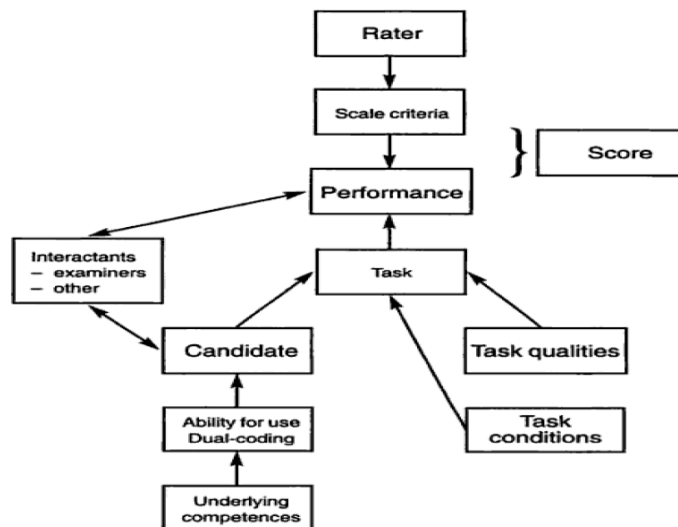 Rater
Scale criteria
Score
Performance
Interactants
– examiners
– other
Task
Candidate
Task qualities
Ability for use
Dual-coding
Task
conditions
Underlying
competences